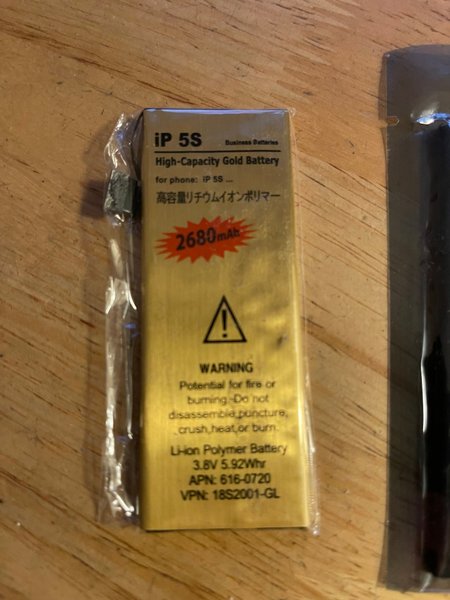 iP 5S Business Batteries
High-Capacity Gold Battery
for phone: iP 5S ...
高容量リチウムイオンポリマー
2680mAh
WARNING
Potential for fire or
burning. Do not
disassemble,puncture,
crush,heat,or burn.
Li-ion Polymer Battery
3.8V 5.92Whr
APN: 616-0720
VPN: 18S2001-GL